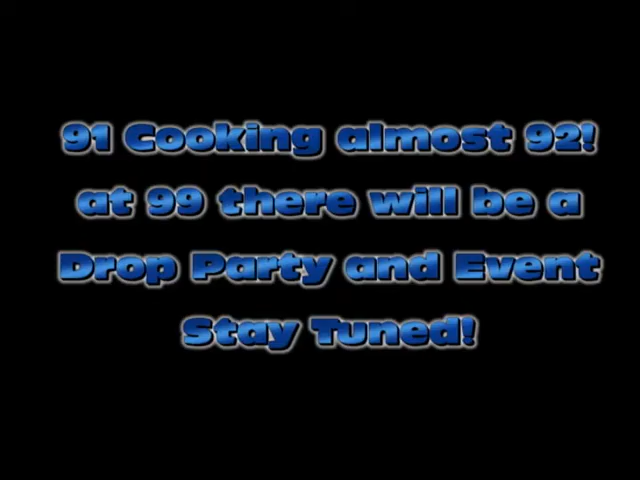 91 Cooking almost 92!
at 99 there will be a
Drop Party and Event
Stay Tuned!